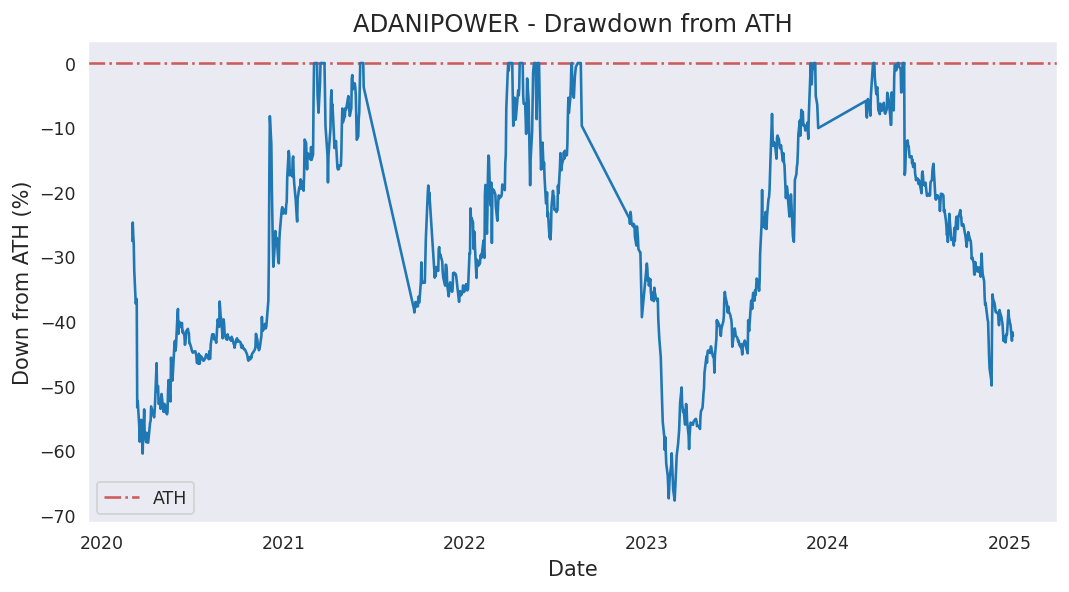 ADANIPOWER - Drawdown from ATH
Down from ATH (%)
0
−10
−20
−30
−40
−50
−60
−70
ATH
2020 2021 2022 2023 2024 2025
Date